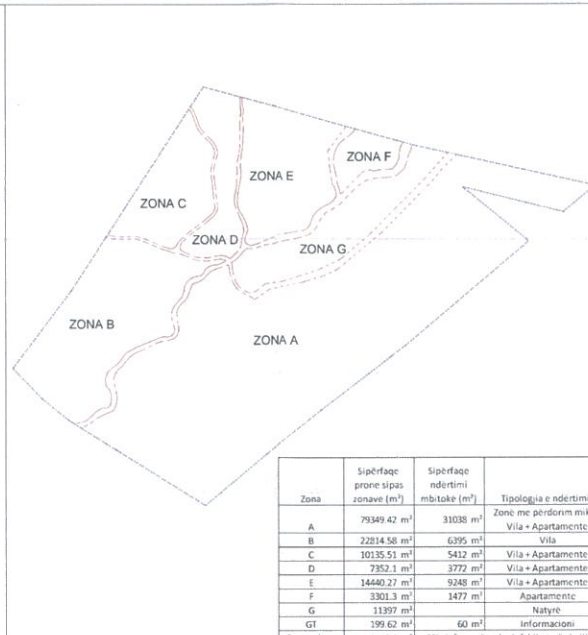 ZONA F
ZONA E
ZONA C
ZONA D
ZONA G
ZONA B
ZONA A
Zona Sipërfaqe prone sipas zonave (m²) Sipërfaqe ndërtimi mbitokë (m²) Tipologjia e ndërtimi
A 79349.42 m² 31038 m² Zonë me përdorim mik Vila + Apartamente
B 22814.58 m² 6395 m² Vila
C 10135.51 m² 5412 m² Vila + Apartamente
D 7352.1 m² 3772 m² Vila + Apartamente
E 14440.27 m² 9248 m² Vila + Apartamente
F 3301.3 m² 1477 m² Apartamente
G 11397 m² Natyrë
GT 199.62 m² 60 m² Informacioni